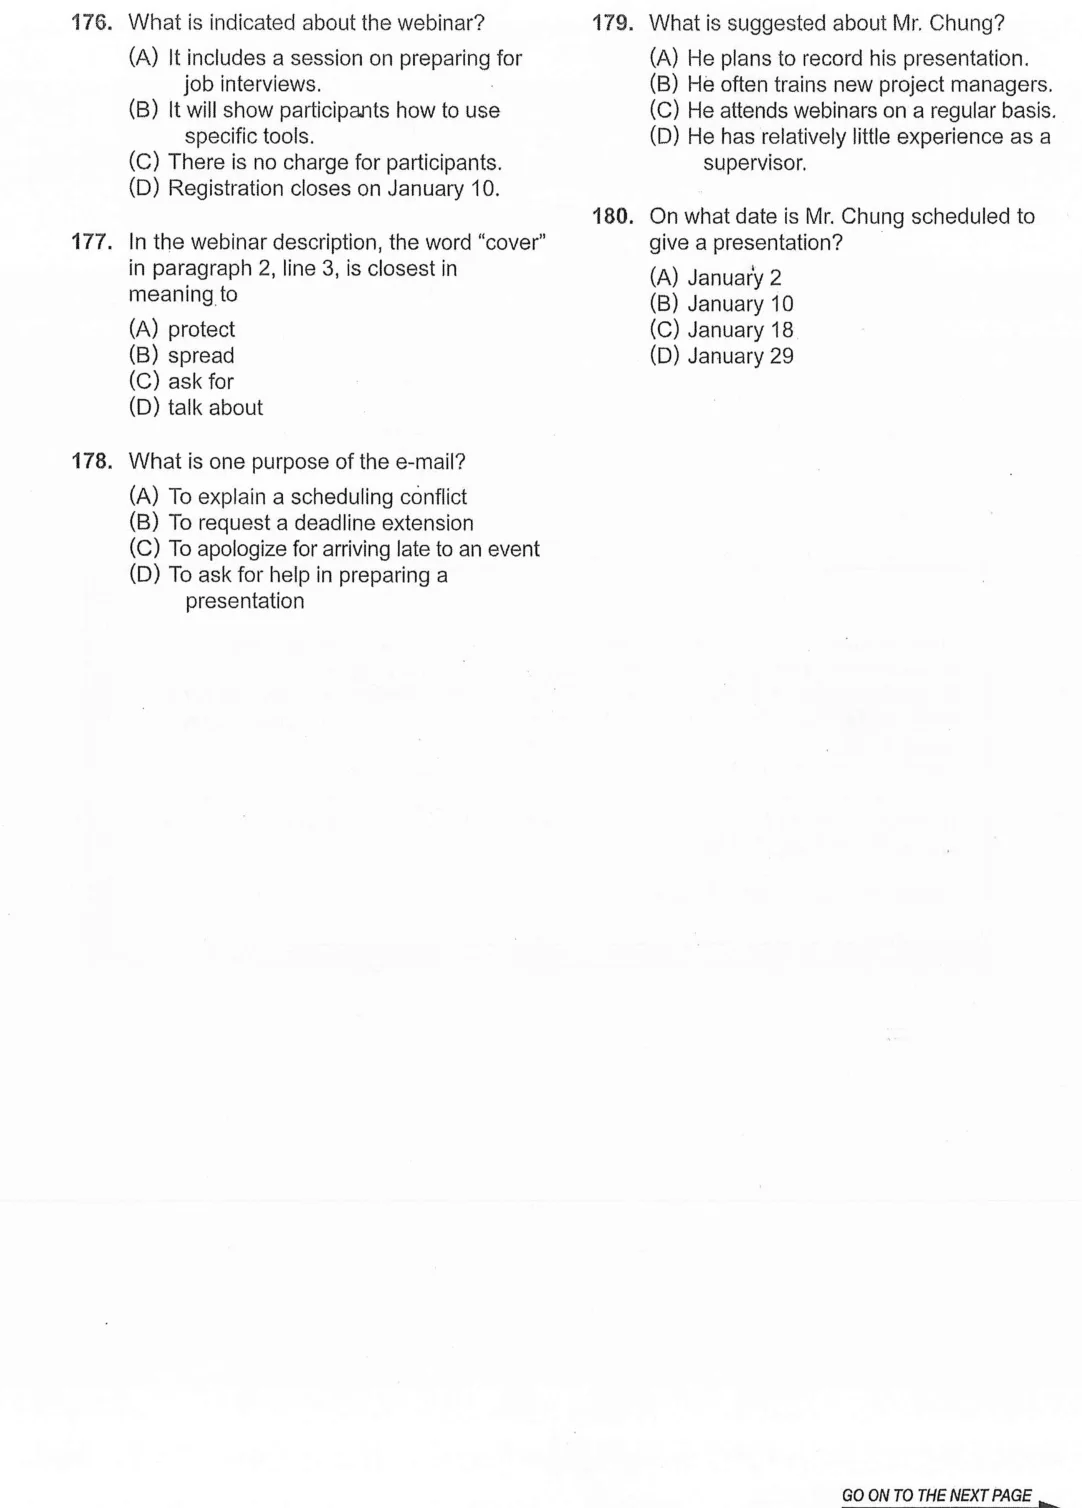 176. What is indicated about the webinar?
(A) It includes a session on preparing for
job interviews.
(B) It will show participants how to use
specific tools.
(C) There is no charge for participants.
(D) Registration closes on January 10.
177. In the webinar description, the word “cover”
in paragraph 2, line 3, is closest in
meaning to
(A) protect
(B) spread
(C) ask for
(D) talk about
178. What is one purpose of the e-mail?
(A) To explain a scheduling conflict
(B) To request a deadline extension
(C) To apologize for arriving late to an event
(D) To ask for help in preparing a
presentation
179. What is suggested about Mr. Chung?
(A) He plans to record his presentation.
(B) He often trains new project managers.
(C) He attends webinars on a regular basis.
(D) He has relatively little experience as a
supervisor.
180. On what date is Mr. Chung scheduled to
give a presentation?
(A) January 2
(B) January 10
(C) January 18
(D) January 29
GO ON TO THE NEXT PAGE